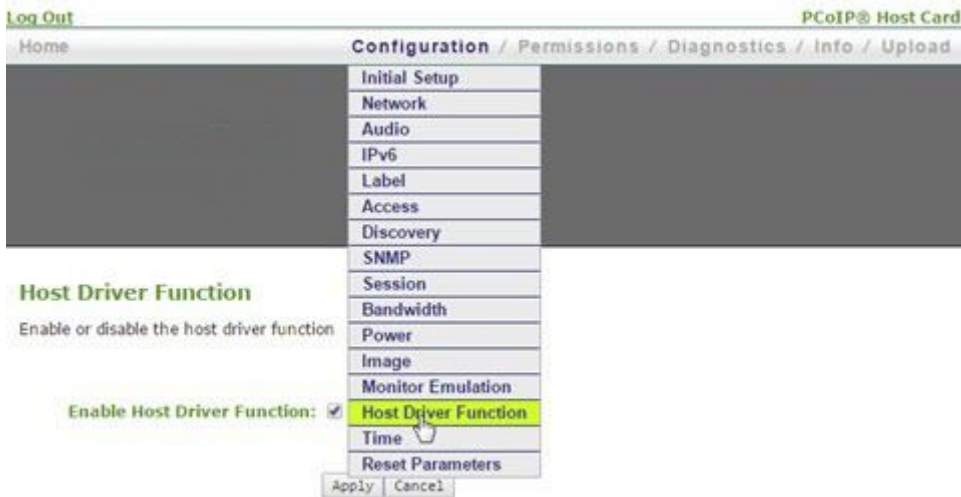 Log Out PCoIP® Host Card
Home Configuration / Permissions / Diagnostics / Info / Upload
Initial Setup
Network
Audio
IPv6
Label
Access
Discovery
SNMP
Session
Bandwidth
Power
Image
Monitor Emulation
Host Driver Function
Time
Reset Parameters
Host Driver Function
Enable or disable the host driver function
Enable Host Driver Function:
Apply Cancel